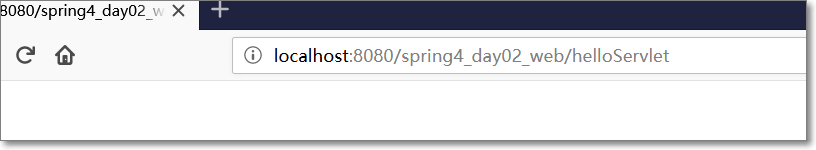 8080/spring4_day02_w
localhost:8080/spring4_day02_web/helloServlet